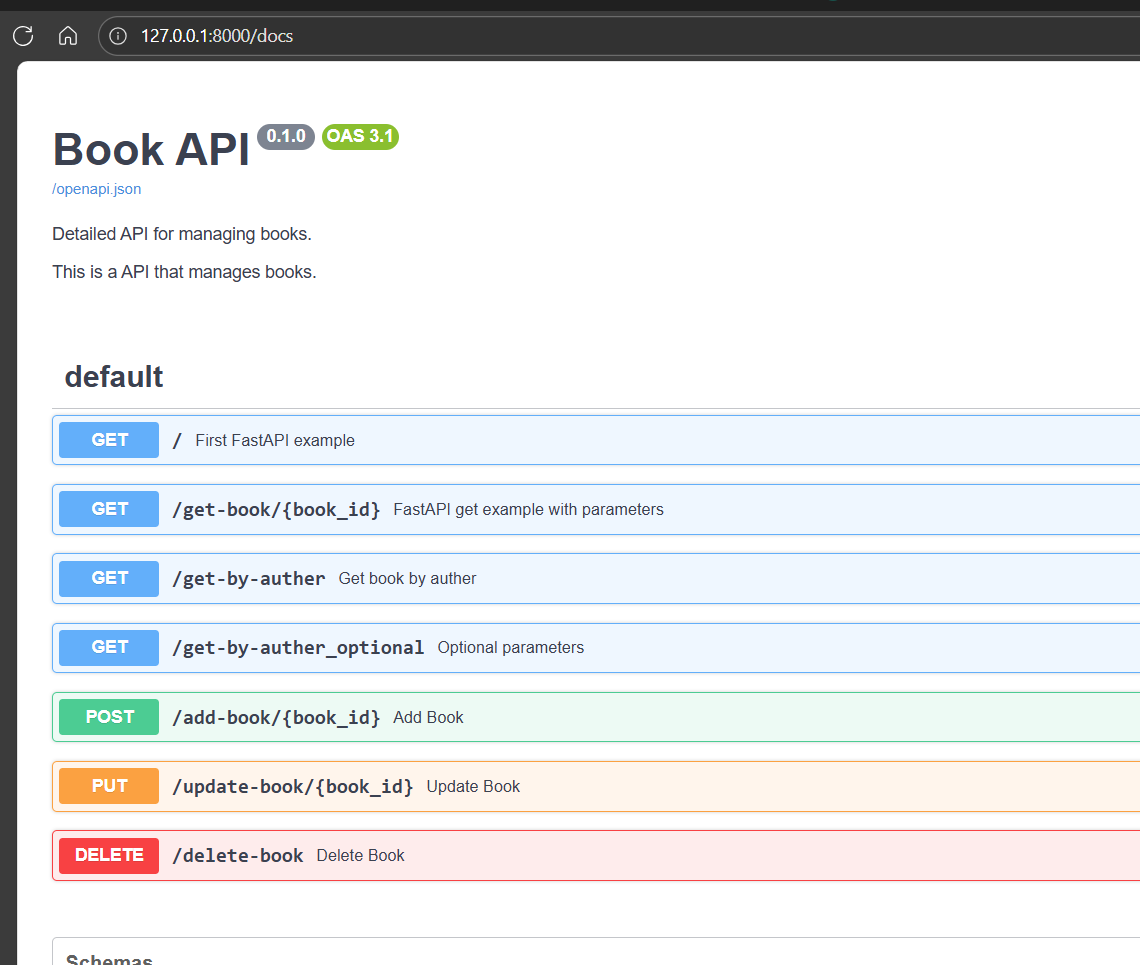 127.0.0.1:8000/docs
Book API 0.1.0 OAS 3.1
/openapi.json
Detailed API for managing books.
This is a API that manages books.
default
GET / First FastAPI example
GET /get-book/{book_id} FastAPI get example with parameters
GET /get-by-auther Get book by auther
GET /get-by-auther_optional Optional parameters
POST /add-book/{book_id} Add Book
PUT /update-book/{book_id} Update Book
DELETE /delete-book Delete Book
Schemas